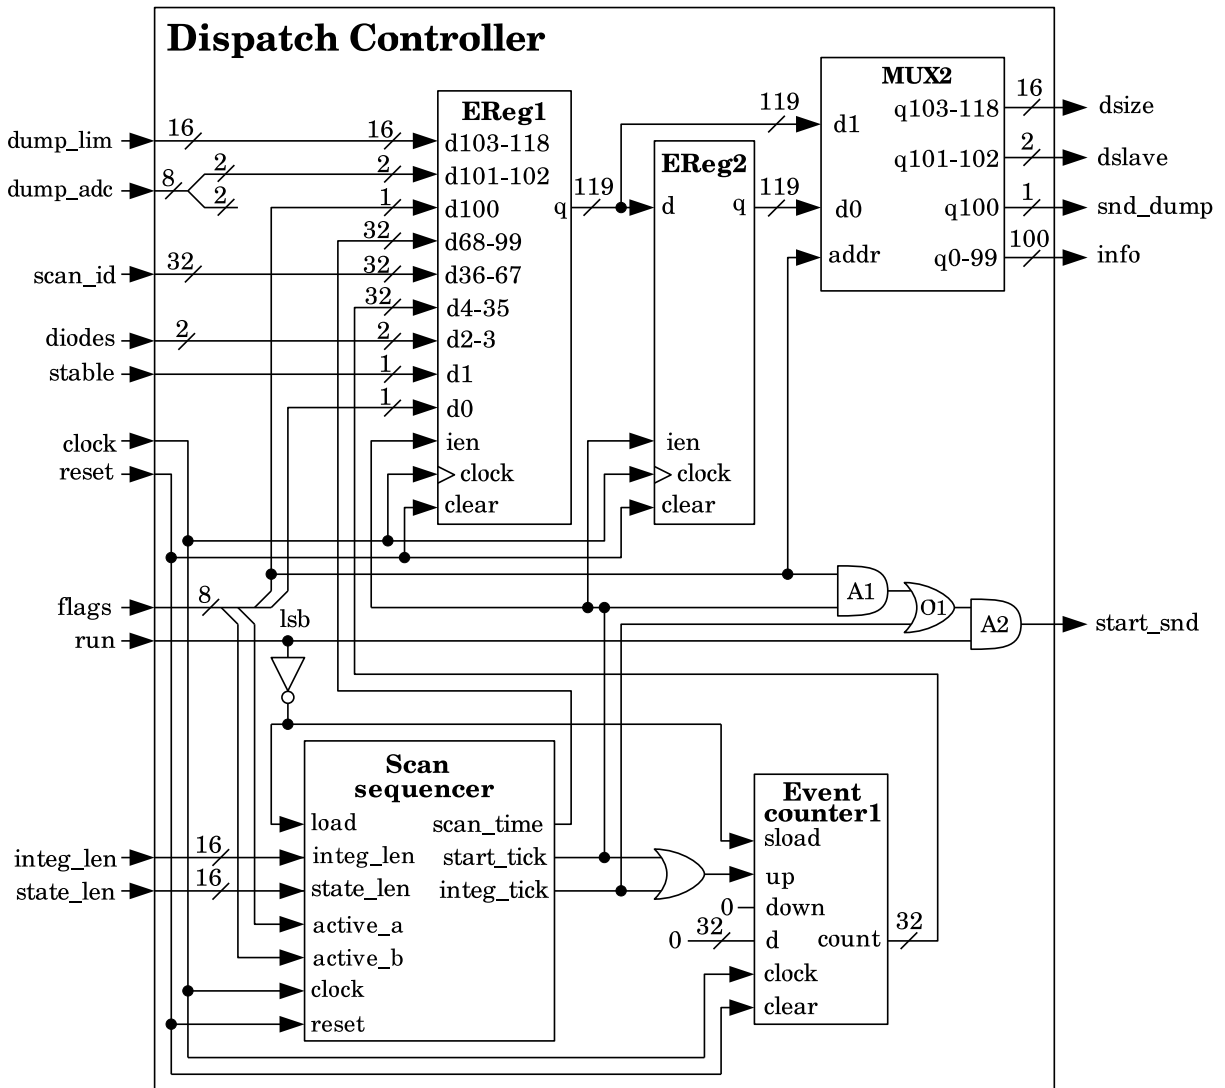 Dispatch Controller
MUX2
16
q103-118
dsize
119
d1
2
q101-102
dslave
1
d0
q100
snd_dump
100
addr
q0-99
info
EReg1
dump_lim
16
16
d103-118
dump_adc
8
2
2
2
d101-102
1
d100
32
d68-99
scan_id
32
32
d36-67
32
d4-35
diodes
2
2
d2-3
stable
1
d1
1
d0
q
119
clock
ien
reset
clock
clear
EReg2
d
q
119
ien
clock
clear
flags
8
run
lsb
A1
O1
A2
start_snd
Scan
sequencer
load
scan_time
integ_len
16
integ_len
start_tick
state_len
16
state_len
integ_tick
active_a
active_b
clock
reset
Event
counter1
sload
up
0
down
0
32
d
count
32
clock
clear